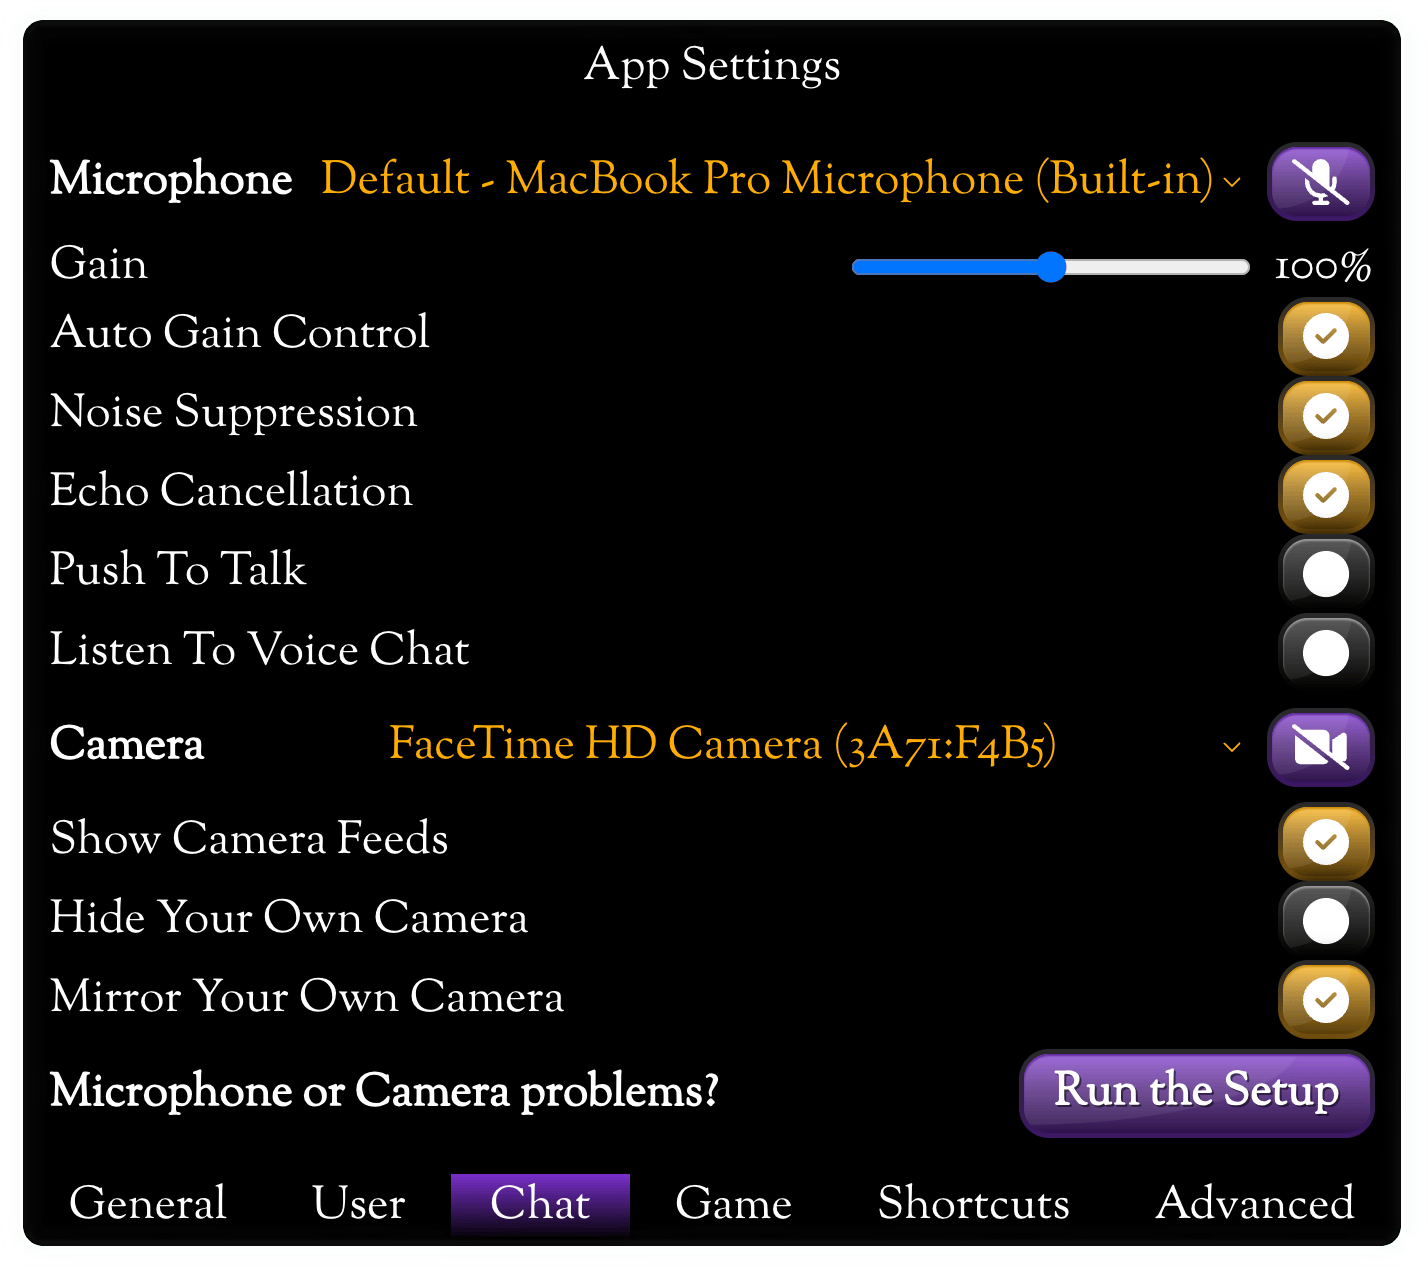 App Settings
Microphone Default - MacBook Pro Microphone (Built-in)
Gain 100%
Auto Gain Control
Noise Suppression
Echo Cancellation
Push To Talk
Listen To Voice Chat
Camera FaceTime HD Camera (3A71:F4B5)
Show Camera Feeds
Hide Your Own Camera
Mirror Your Own Camera
Microphone or Camera problems? Run the Setup
General User Chat Game Shortcuts Advanced